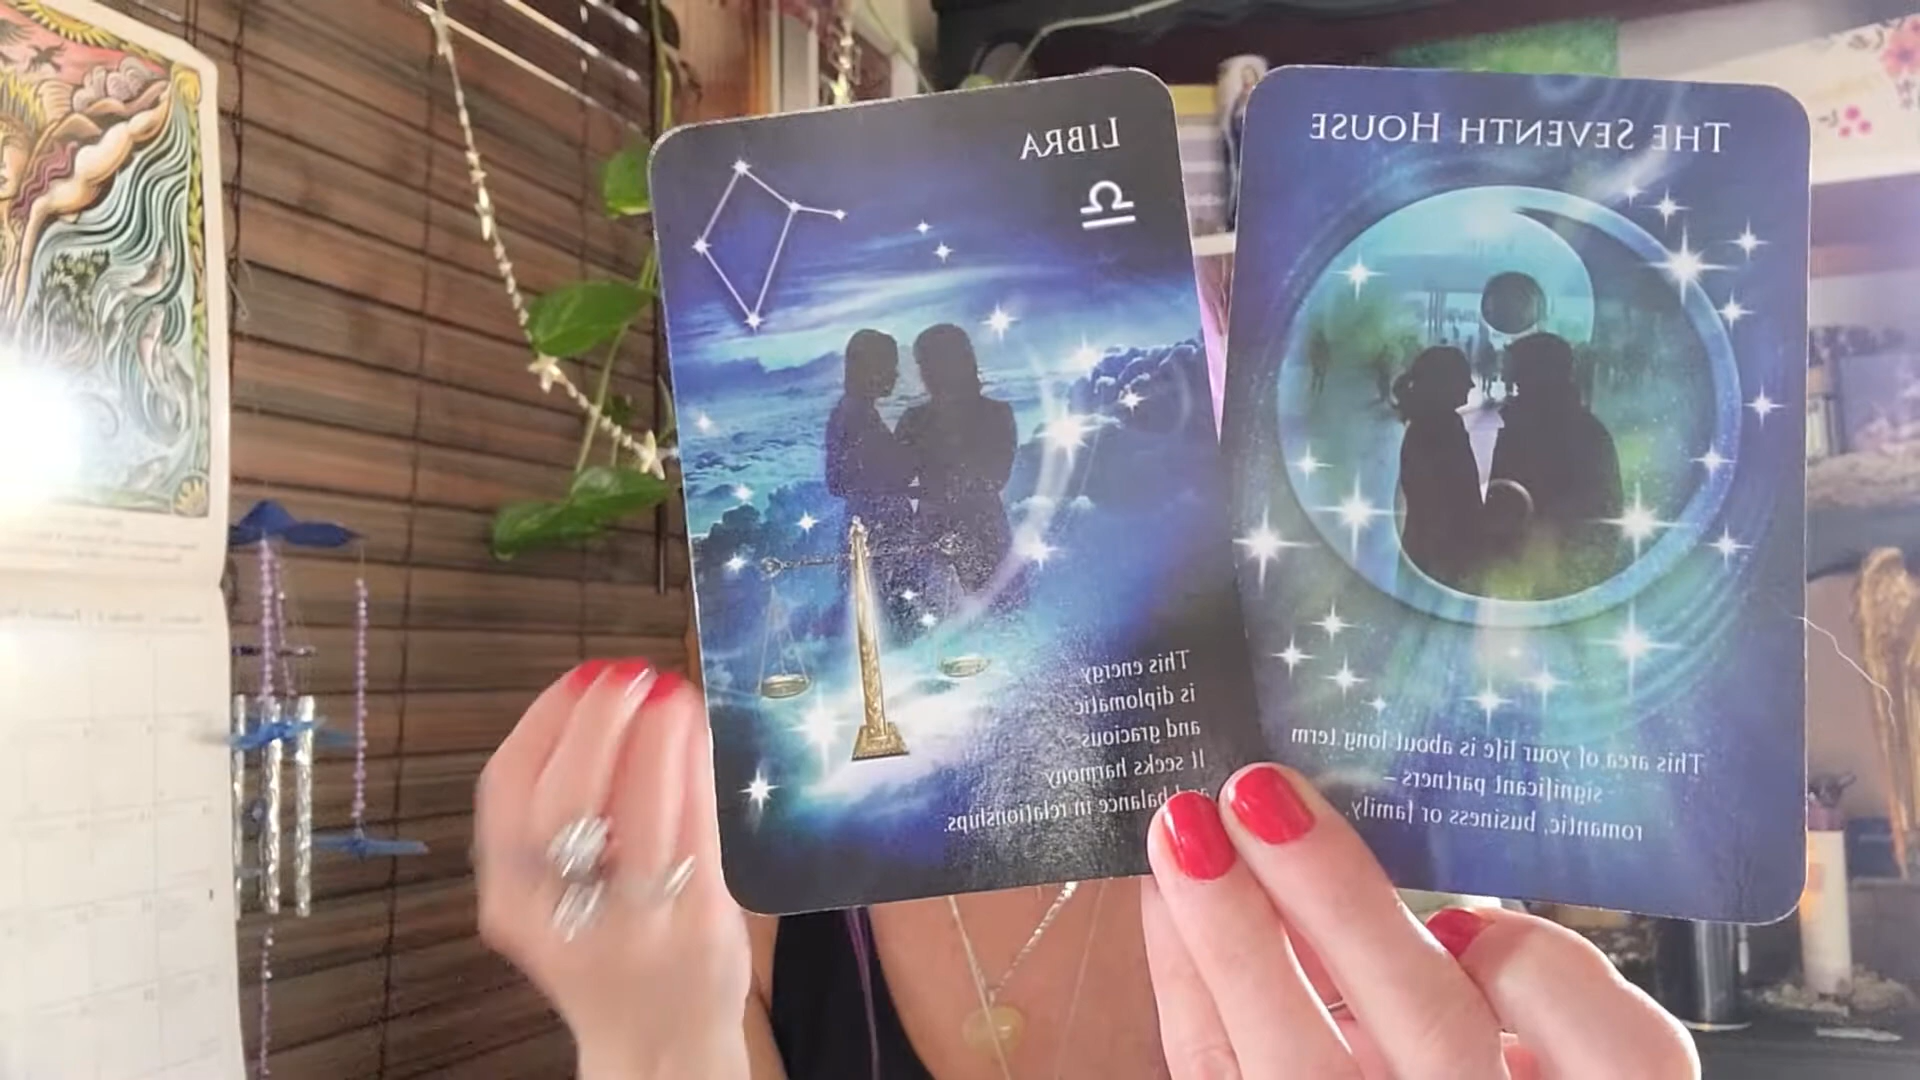 LIBRA
This energy
is diplomatic
and gracious
It seeks harmony
and balance in relationships.
THE SEVENTH HOUSE
This area of your life is about long term
significant partners –
romantic, business or family.